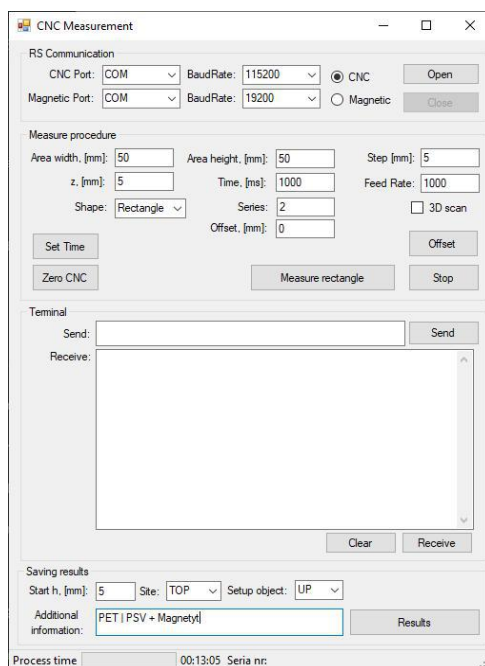 CNC Measurement
RS Communication
CNC Port: COM BaudRate: 115200 CNC Open
Magnetic Port: COM BaudRate: 19200 Magnetic Close
Measure procedure
Area width, [mm]: 50 Area height, [mm]: 50 Step [mm]: 5
z, [mm]: 5 Time, [ms]: 1000 Feed Rate: 1000
Shape: Rectangle Series: 2 3D scan
Offset, [mm]: 0
Set Time Offset
Zero CNC Measure rectangle Stop
Terminal
Send: Send
Receive:
Clear Receive
Saving results
Start h, [mm]: 5 Site: TOP Setup object: UP
Additional
information: PET | PSV + Magnetyt Results
Process time 00:13:05 Seria nr: